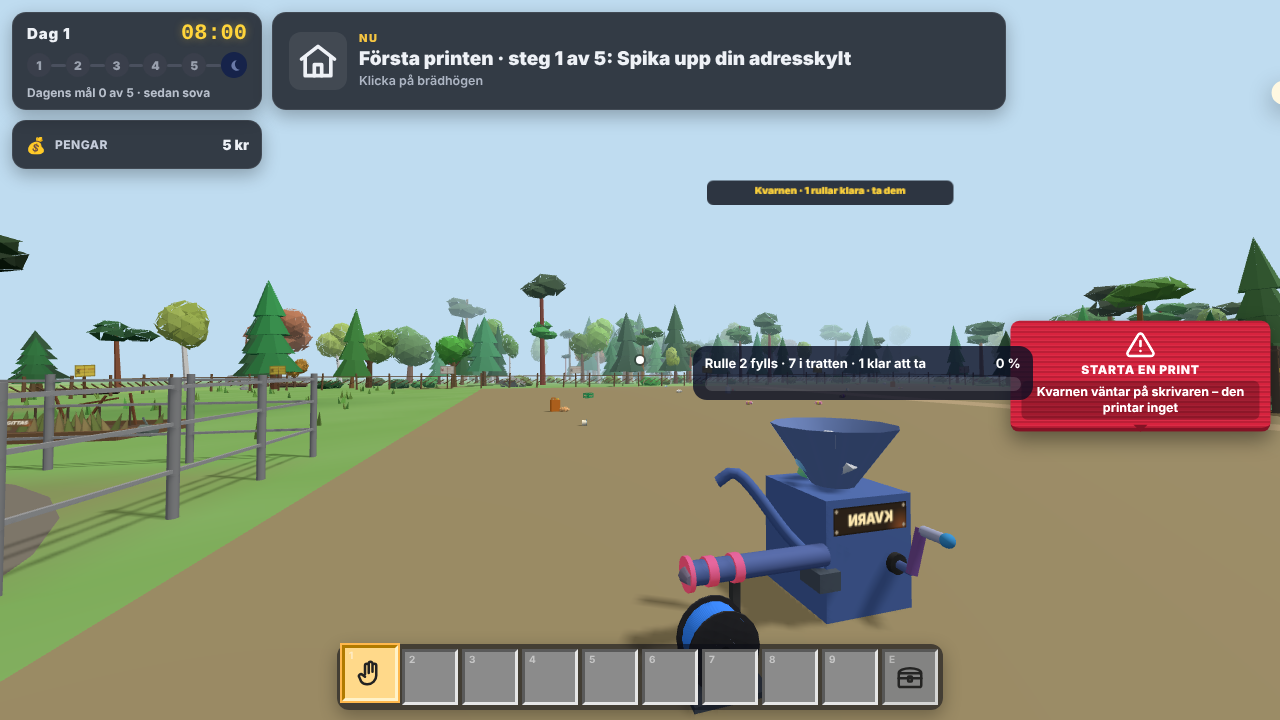 Dag 1
08:00
1 2 3 4 5
Dagens mål 0 av 5 · sedan sova
PENGAR
5 kr
NU
Första printen · steg 1 av 5: Spika upp din adresskylt
Klicka på brädhögen
Kvarnen · 1 rullar klara · ta dem
Rulle 2 fylls · 7 i tratten · 1 klar att ta
0 %
STARTA EN PRINT
Kvarnen väntar på skrivaren – den
printar inget
KVARN
1 2 3 4 5 6 7 8 9 E